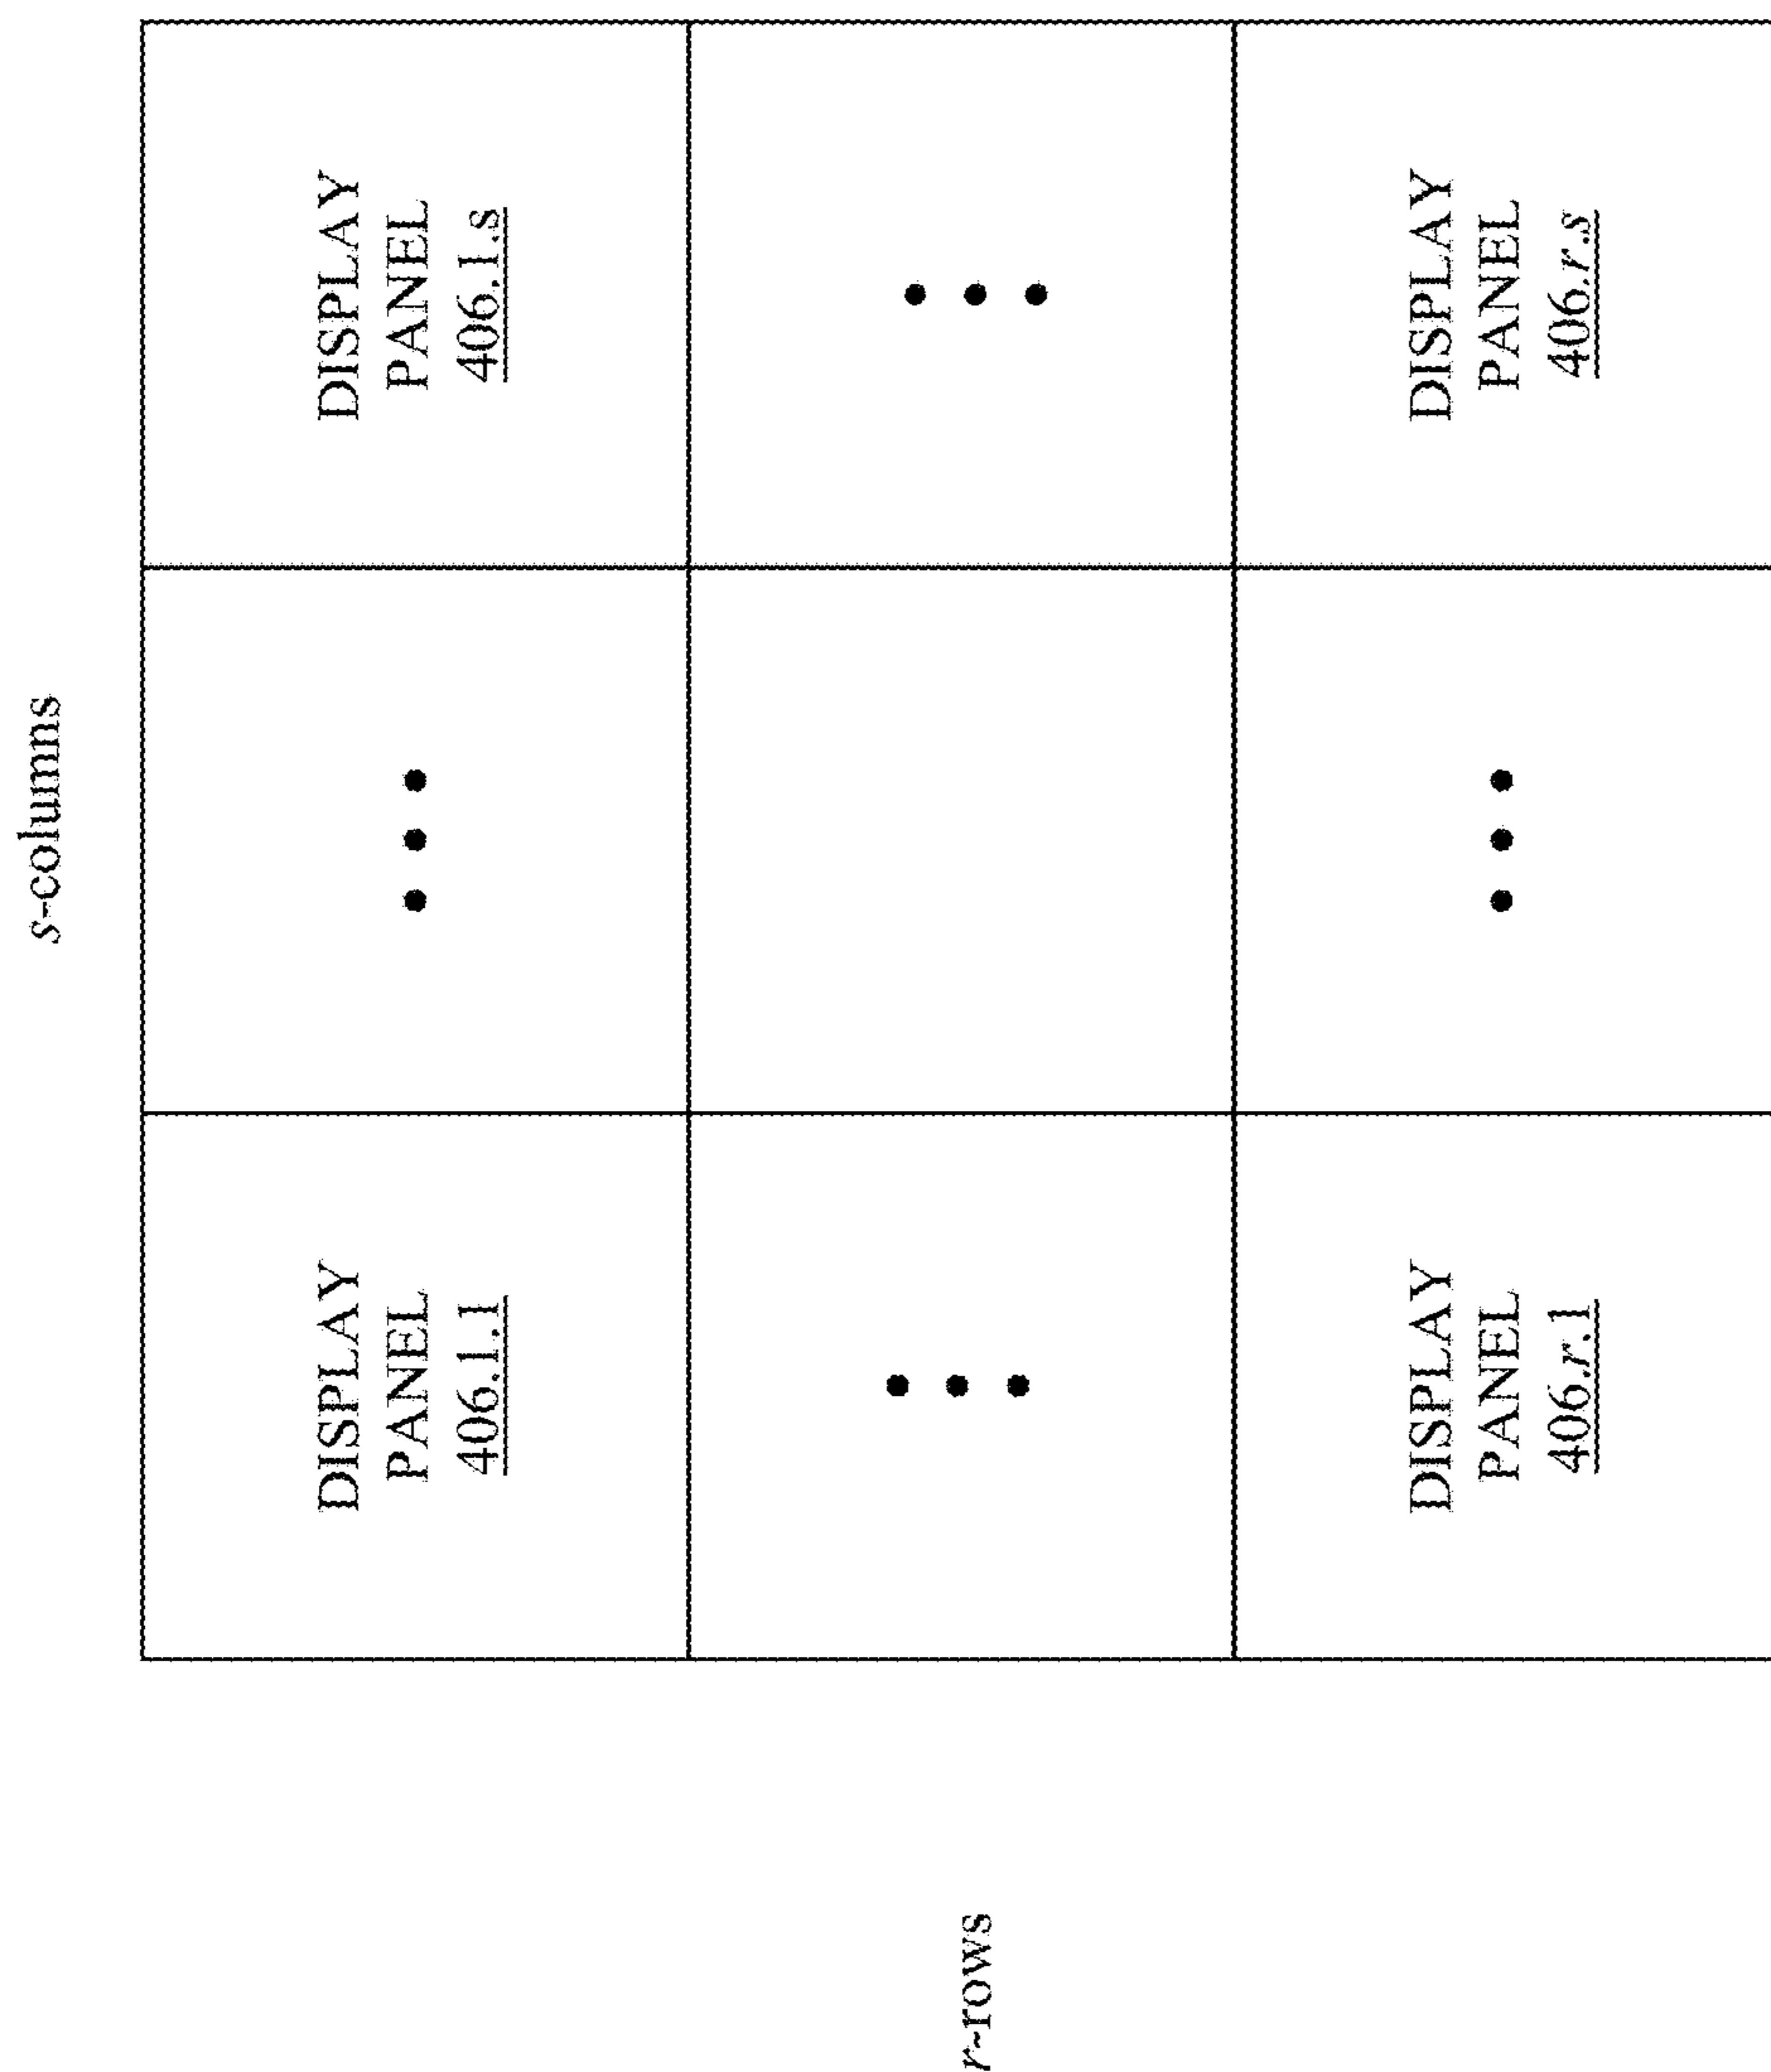 s-columns
DISPLAY
PANEL
406.1.1
DISPLAY
PANEL
406.1.s
r-rows
DISPLAY
PANEL
406.r.1
DISPLAY
PANEL
406.r.s